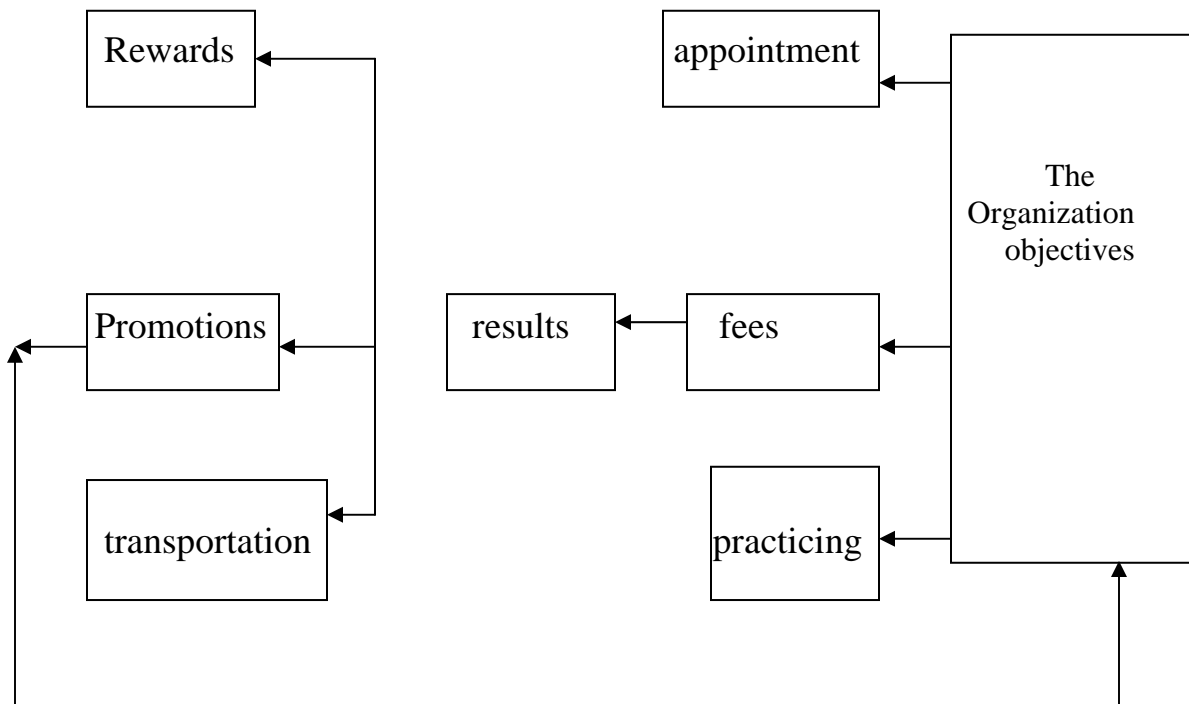 Rewards
appointment
The
Organization
objectives
Promotions
results
fees
transportation
practicing